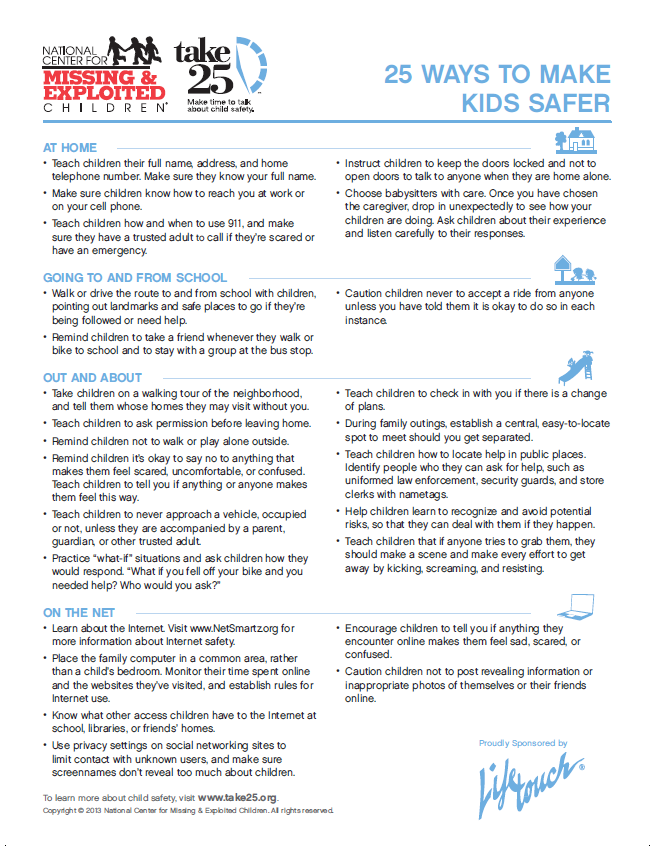 NATIONAL
CENTER FOR
MISSING &
EXPLOITED
CHILDREN®
take
25
Make time to talk
about child safety.
25 WAYS TO MAKE
KIDS SAFER
AT HOME
• Teach children their full name, address, and home
telephone number. Make sure they know your full name.
• Make sure children know how to reach you at work or
on your cell phone.
• Teach children how and when to use 911, and make
sure they have a trusted adult to call if they're scared or
have an emergency.
• Instruct children to keep the doors locked and not to
open doors to talk to anyone when they are home alone.
• Choose babysitters with care. Once you have chosen
the caregiver, drop in unexpectedly to see how your
children are doing. Ask children about their experience
and listen carefully to their responses.
GOING TO AND FROM SCHOOL
• Walk or drive the route to and from school with children,
pointing out landmarks and safe places to go if they're
being followed or need help.
• Remind children to take a friend whenever they walk or
bike to school and to stay with a group at the bus stop.
• Caution children never to accept a ride from anyone
unless you have told them it is okay to do so in each
instance.
OUT AND ABOUT
• Take children on a walking tour of the neighborhood,
and tell them whose homes they may visit without you.
• Teach children to ask permission before leaving home.
• Remind children not to walk or play alone outside.
• Remind children it's okay to say no to anything that
makes them feel scared, uncomfortable, or confused.
Teach children to tell you if anything or anyone makes
them feel this way.
• Teach children to never approach a vehicle, occupied
or not, unless they are accompanied by a parent,
guardian, or other trusted adult.
• Practice “what-if” situations and ask children how they
would respond. “What if you fell off your bike and you
needed help? Who would you ask?”
• Teach children to check in with you if there is a change
of plans.
• During family outings, establish a central, easy-to-locate
spot to meet should you get separated.
• Teach children how to locate help in public places.
Identify people who they can ask for help, such as
uniformed law enforcement, security guards, and store
clerks with nametags.
• Help children learn to recognize and avoid potential
risks, so that they can deal with them if they happen.
• Teach children that if anyone tries to grab them, they
should make a scene and make every effort to get
away by kicking, screaming, and resisting.
ON THE NET
• Learn about the Internet. Visit www.NetSmartz.org for
more information about Internet safety.
• Place the family computer in a common area, rather
than a child's bedroom. Monitor their time spent online
and the websites they've visited, and establish rules for
Internet use.
• Know what other access children have to the Internet at
school, libraries, or friends' homes.
• Use privacy settings on social networking sites to
limit contact with unknown users, and make sure
screennames don't reveal too much about children.
• Encourage children to tell you if anything they
encounter online makes them feel sad, scared, or
confused.
• Caution children not to post revealing information or
inappropriate photos of themselves or their friends
online.
Proudly Sponsored by
Lifetouch®
To learn more about child safety, visit www.take25.org.
Copyright © 2013 National Center for Missing & Exploited Children. All rights reserved.